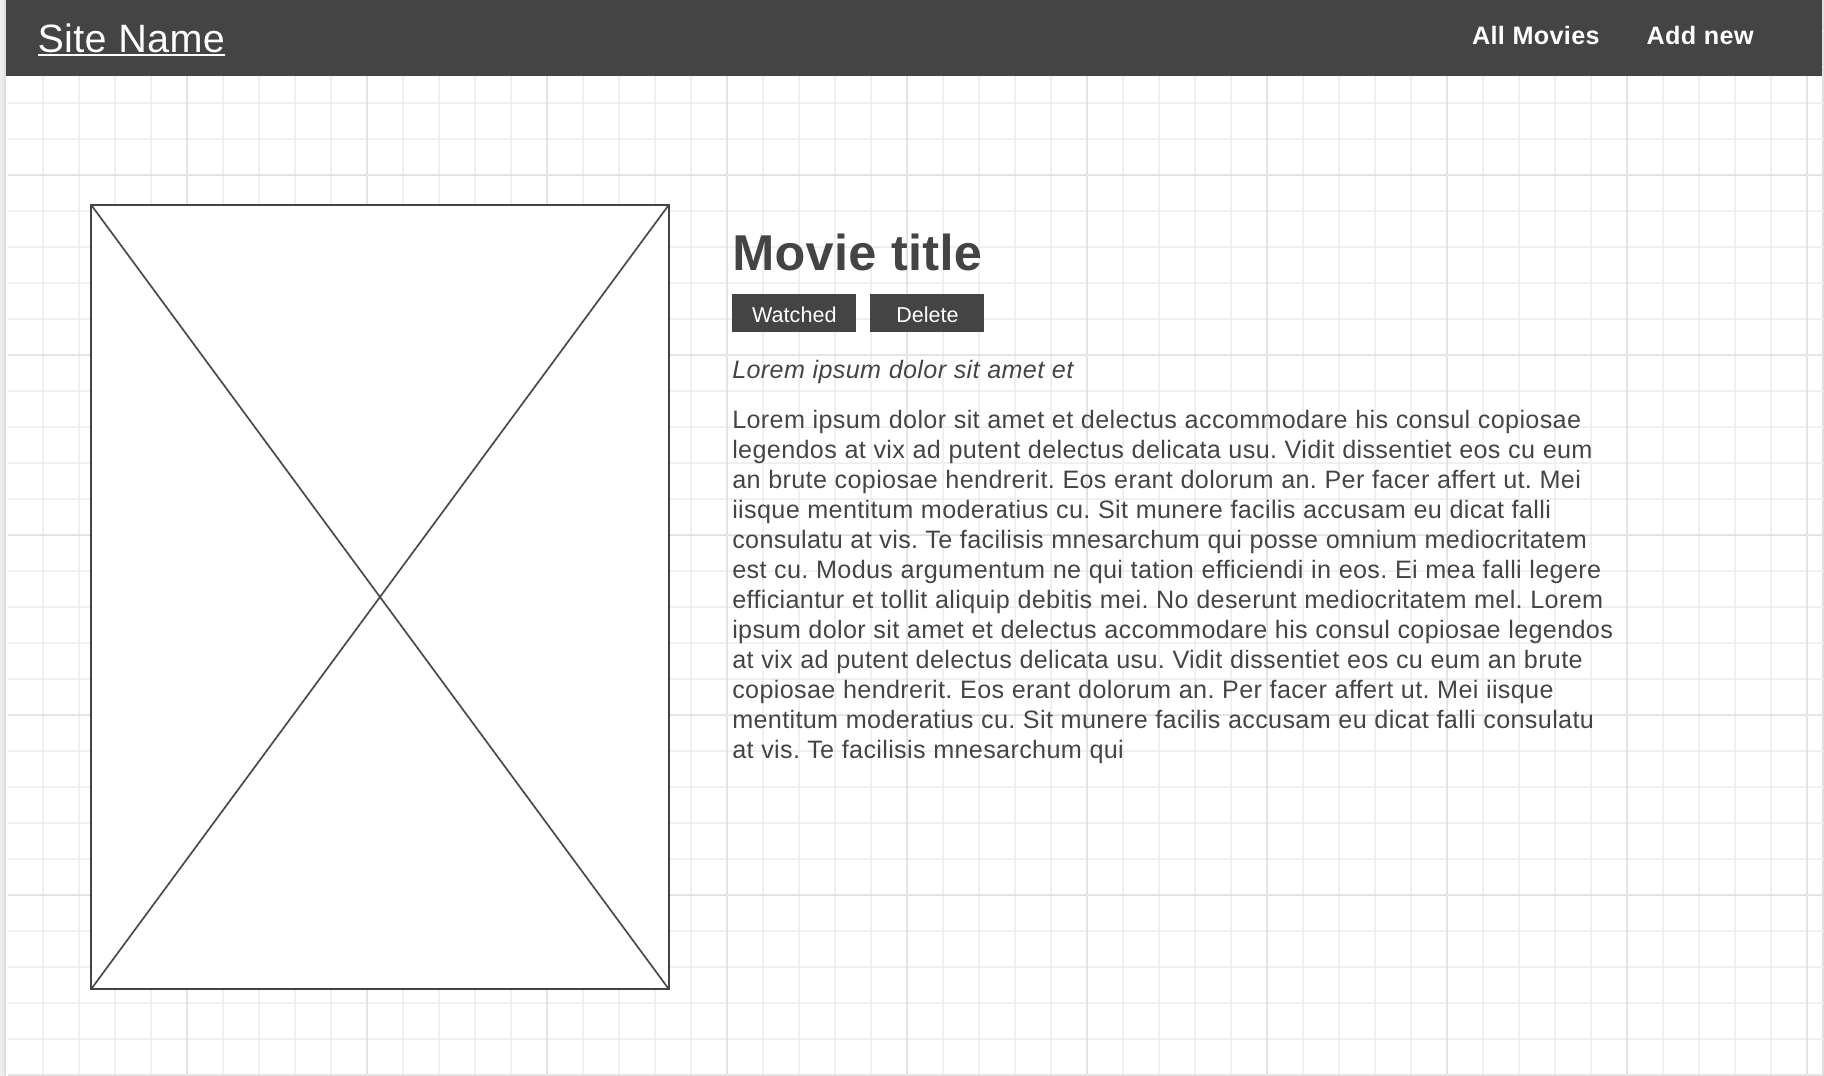 Site Name
All Movies
Add new
Movie title
Watched
Delete
Lorem ipsum dolor sit amet et
Lorem ipsum dolor sit amet et delectus accommodare his consul copiosae
legendos at vix ad putent delectus delicata usu. Vidit dissentiet eos cu eum
an brute copiosae hendrerit. Eos erant dolorum an. Per facer affert ut. Mei
iisque mentitum moderatius cu. Sit munere facilis accusam eu dicat falli
consulatu at vis. Te facilisis mnesarchum qui posse omnium mediocritatem
est cu. Modus argumentum ne qui tation efficiendi in eos. Ei mea falli legere
efficiantur et tollit aliquip debitis mei. No deserunt mediocritatem mel. Lorem
ipsum dolor sit amet et delectus accommodare his consul copiosae legendos
at vix ad putent delectus delicata usu. Vidit dissentiet eos cu eum an brute
copiosae hendrerit. Eos erant dolorum an. Per facer affert ut. Mei iisque
mentitum moderatius cu. Sit munere facilis accusam eu dicat falli consulatu
at vis. Te facilisis mnesarchum qui